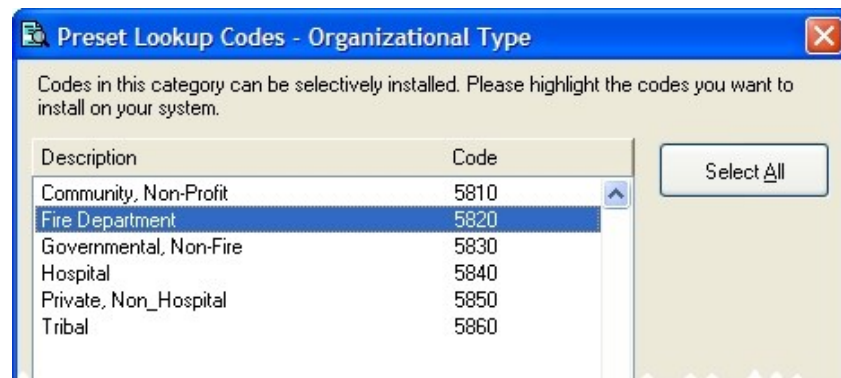 Preset Lookup Codes - Organizational Type
Codes in this category can be selectively installed. Please highlight the codes you want to
install on your system.
Description Code
Select All
Community, Non-Profit 5810
Fire Department 5820
Governmental, Non-Fire 5830
Hospital 5840
Private, Non_Hospital 5850
Tribal 5860